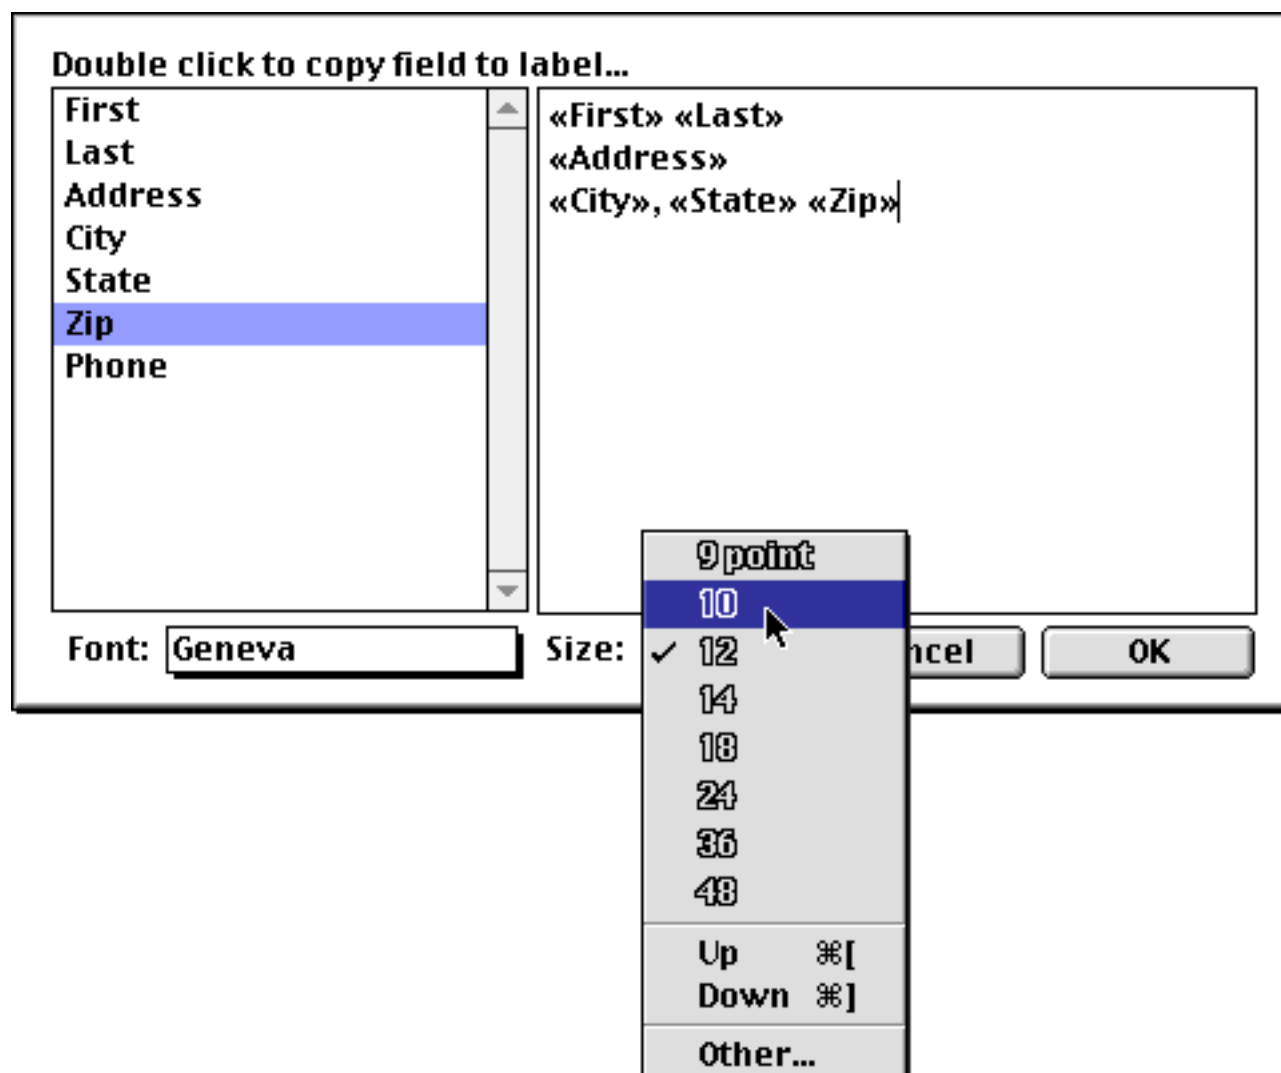 Double click to copy field to label...
First
Last
Address
City
State
Zip
Phone
«First» «Last»
«Address»
«City», «State» «Zip»
Font: Geneva
Size:
9 point
10
✓ 12
14
18
24
36
48
Up ⌘[
Down ⌘]
Other...
ncel
OK